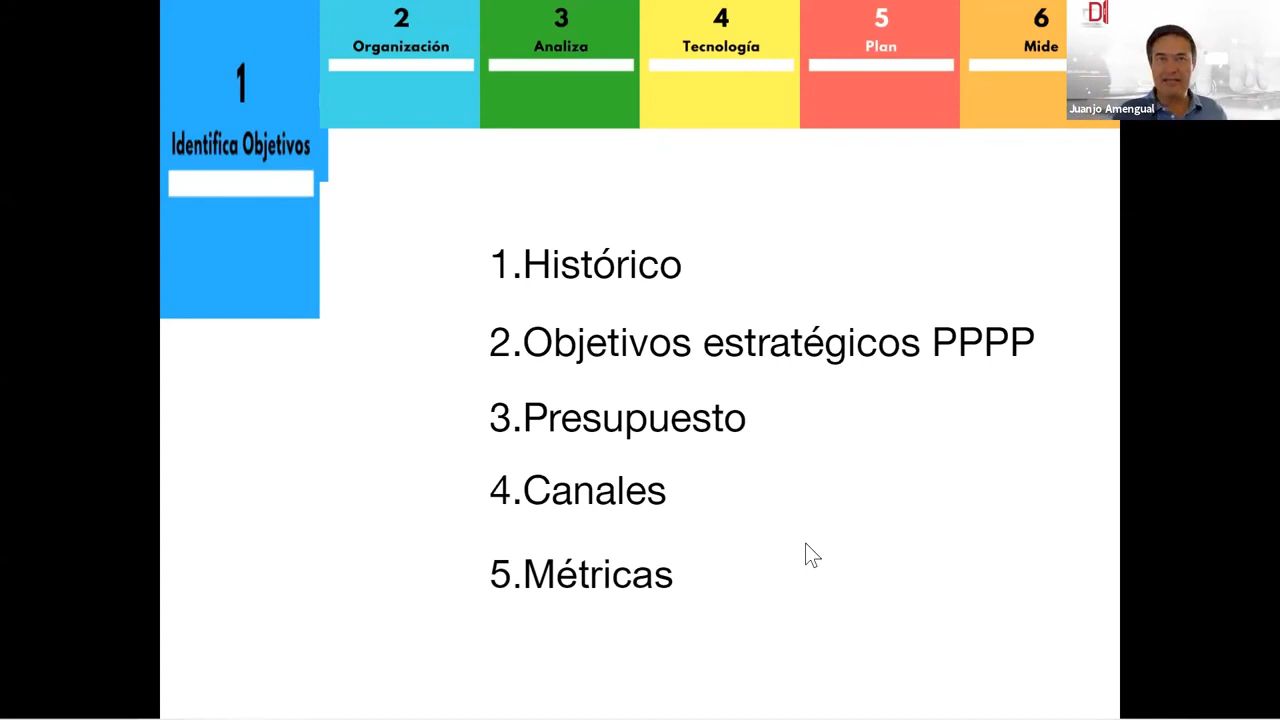 1
Identifica Objetivos
2
Organización
3
Analiza
4
Tecnología
5
Plan
6
Mide
Juanjo Amengual
1.Histórico
2.Objetivos estratégicos PPPP
3.Presupuesto
4.Canales
5.Métricas